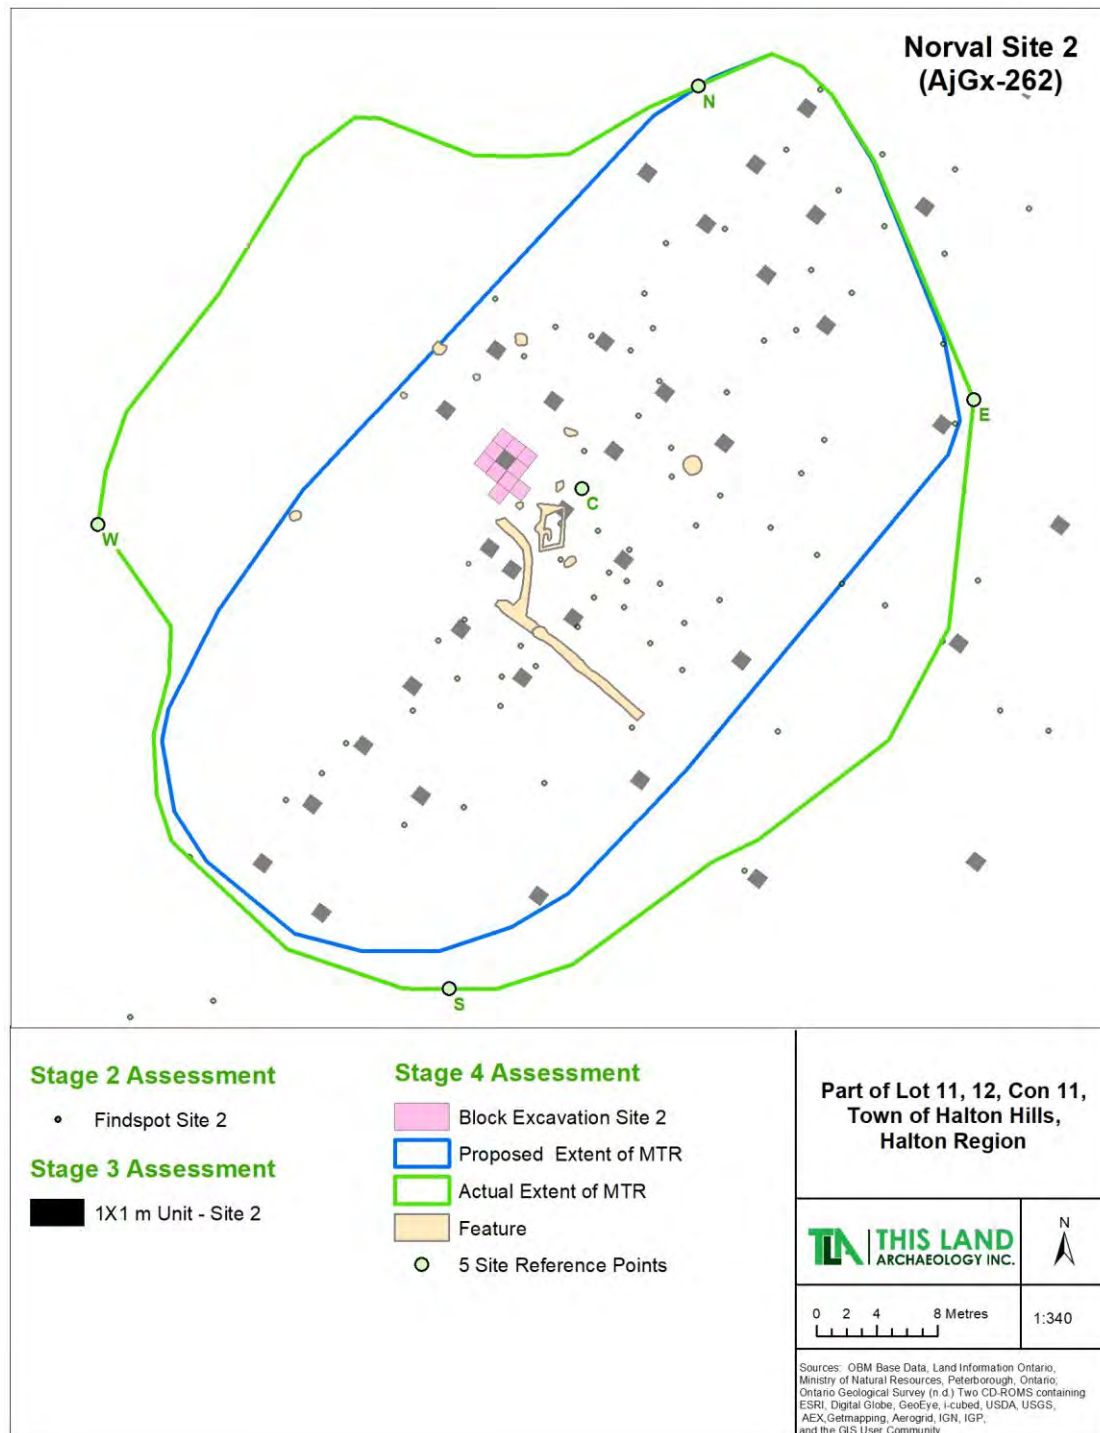 Norval Site 2
(AjGx-262)
N
E
C
W
S
Stage 2 Assessment
Findspot Site 2
Stage 3 Assessment
1X1 m Unit - Site 2
Stage 4 Assessment
Block Excavation Site 2
Proposed Extent of MTR
Actual Extent of MTR
Feature
5 Site Reference Points
Part of Lot 11, 12, Con 11,
Town of Halton Hills,
Halton Region
TLA THIS LAND
ARCHAEOLOGY INC.
N
0 2 4 8 Metres
1:340
Sources: OBM Base Data, Land Information Ontario,
Ministry of Natural Resources, Peterborough, Ontario;
Ontario Geological Survey (n.d.) Two CD-ROMS containing
ESRI, Digital Globe, GeoEye, i-cubed, USDA, USGS,
AEX,Getmapping, Aerogrid, IGN, IGP,
and the GIS User Community